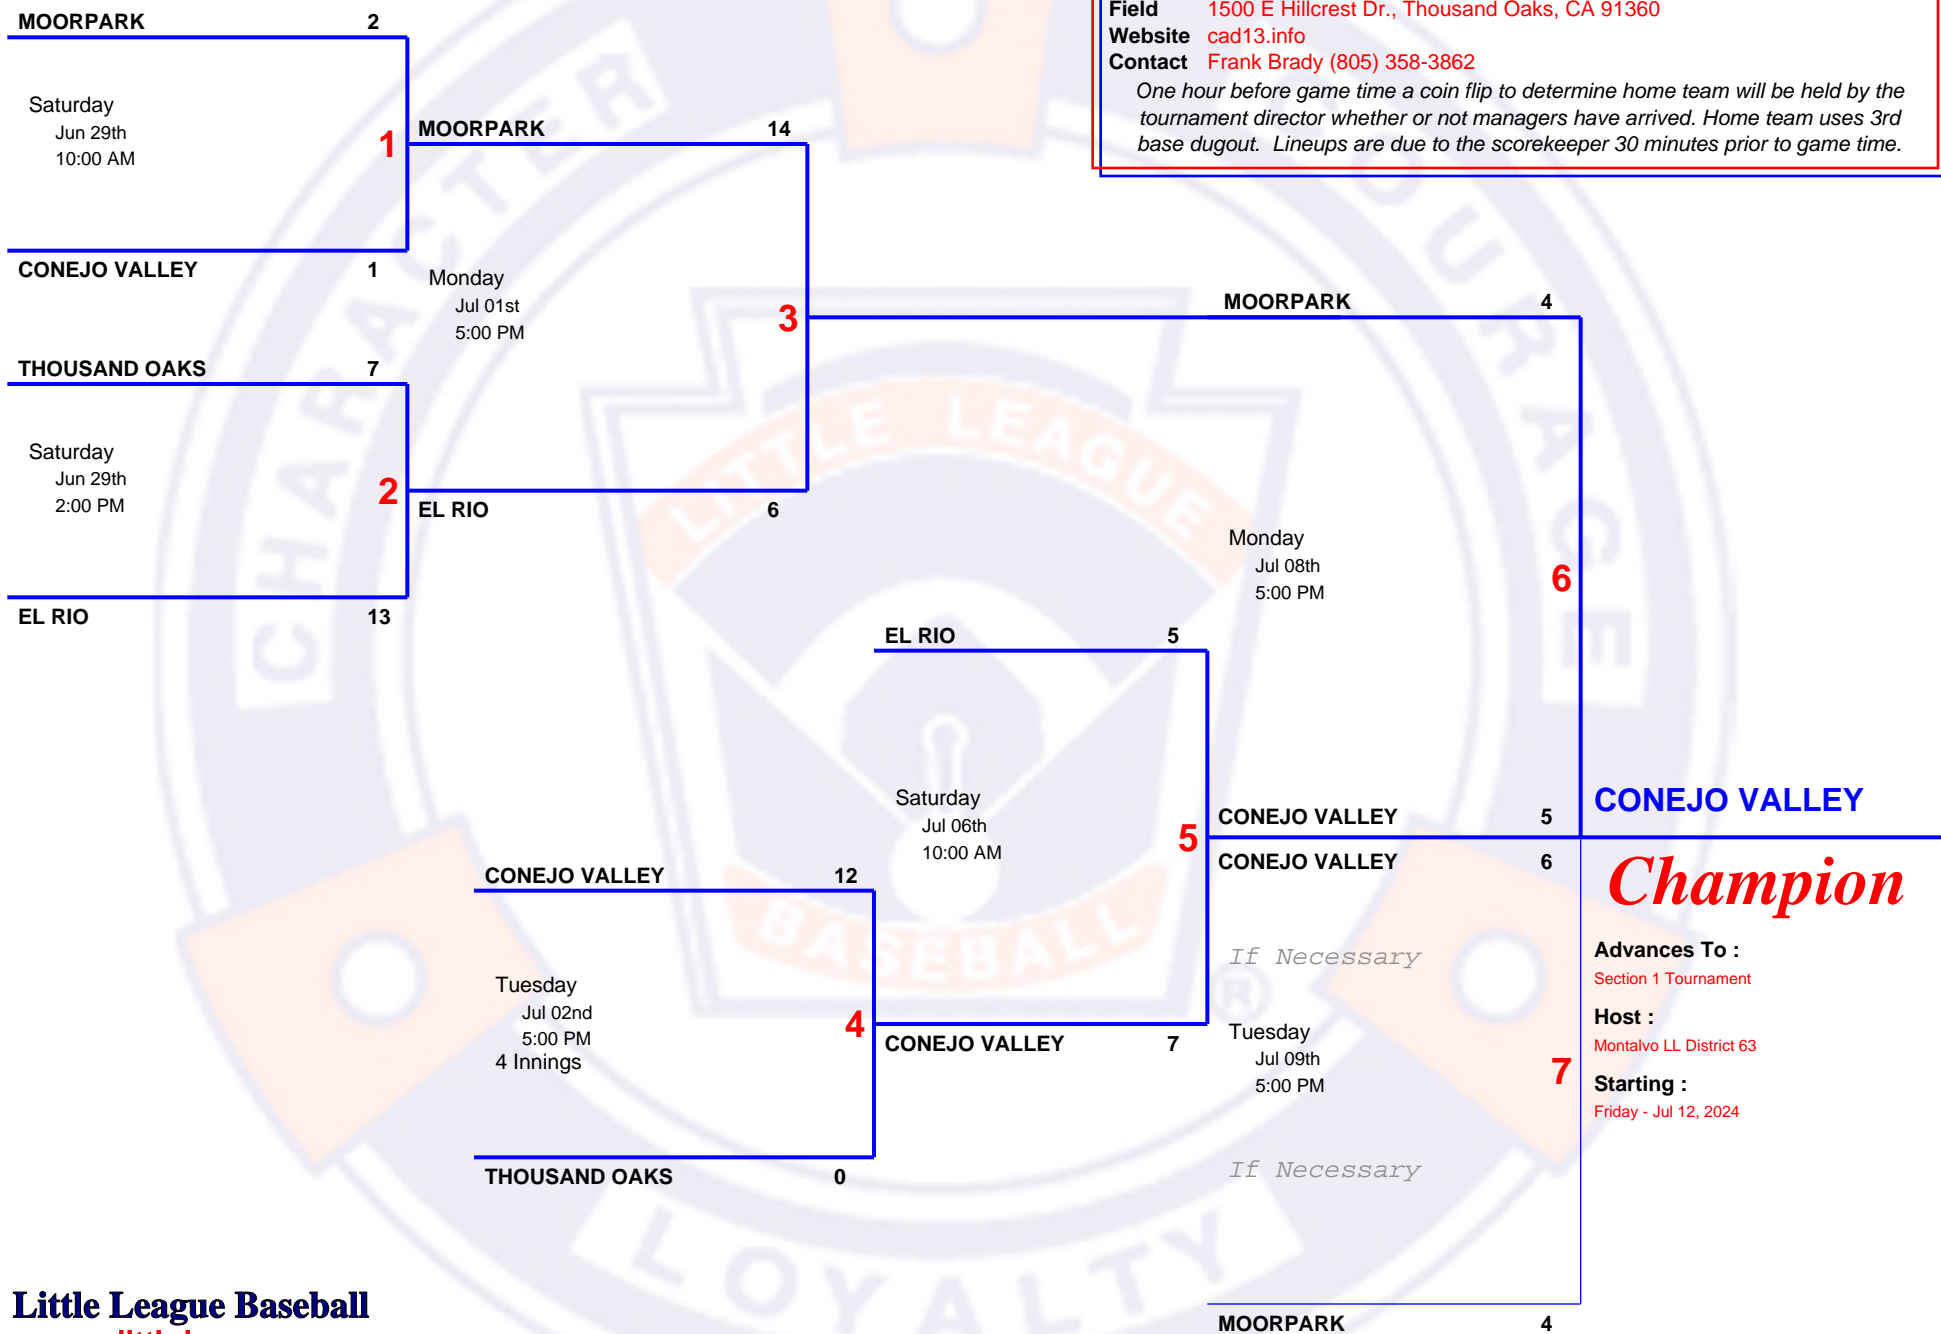 Field 1500 E Hillcrest Dr., Thousand Oaks, CA 91360
Website cad13.info
Contact Frank Brady (805) 358-3862
One hour before game time a coin flip to determine home team will be held by the
tournament director whether or not managers have arrived. Home team uses 3rd
base dugout. Lineups are due to the scorekeeper 30 minutes prior to game time.
MOORPARK 2
Saturday
Jun 29th
10:00 AM
1
CONEJO VALLEY 1
THOUSAND OAKS 7
Saturday
Jun 29th
2:00 PM
2
EL RIO 13
MOORPARK 14
Monday
Jul 01st
5:00 PM
3
EL RIO 6
CONEJO VALLEY 12
Tuesday
Jul 02nd
5:00 PM
4 Innings
4
THOUSAND OAKS 0
EL RIO 5
Saturday
Jul 06th
10:00 AM
5
CONEJO VALLEY 7
MOORPARK 4
Monday
Jul 08th
5:00 PM
6
CONEJO VALLEY 5
CONEJO VALLEY 6
If Necessary
Tuesday
Jul 09th
5:00 PM
7
If Necessary
MOORPARK 4
CONEJO VALLEY
Champion
Advances To :
Section 1 Tournament
Host :
Montalvo LL District 63
Starting :
Friday - Jul 12, 2024
Little League Baseball
CHARACTER
COURAGE
LOYALTY
LITTLE LEAGUE
BASEBALL
®